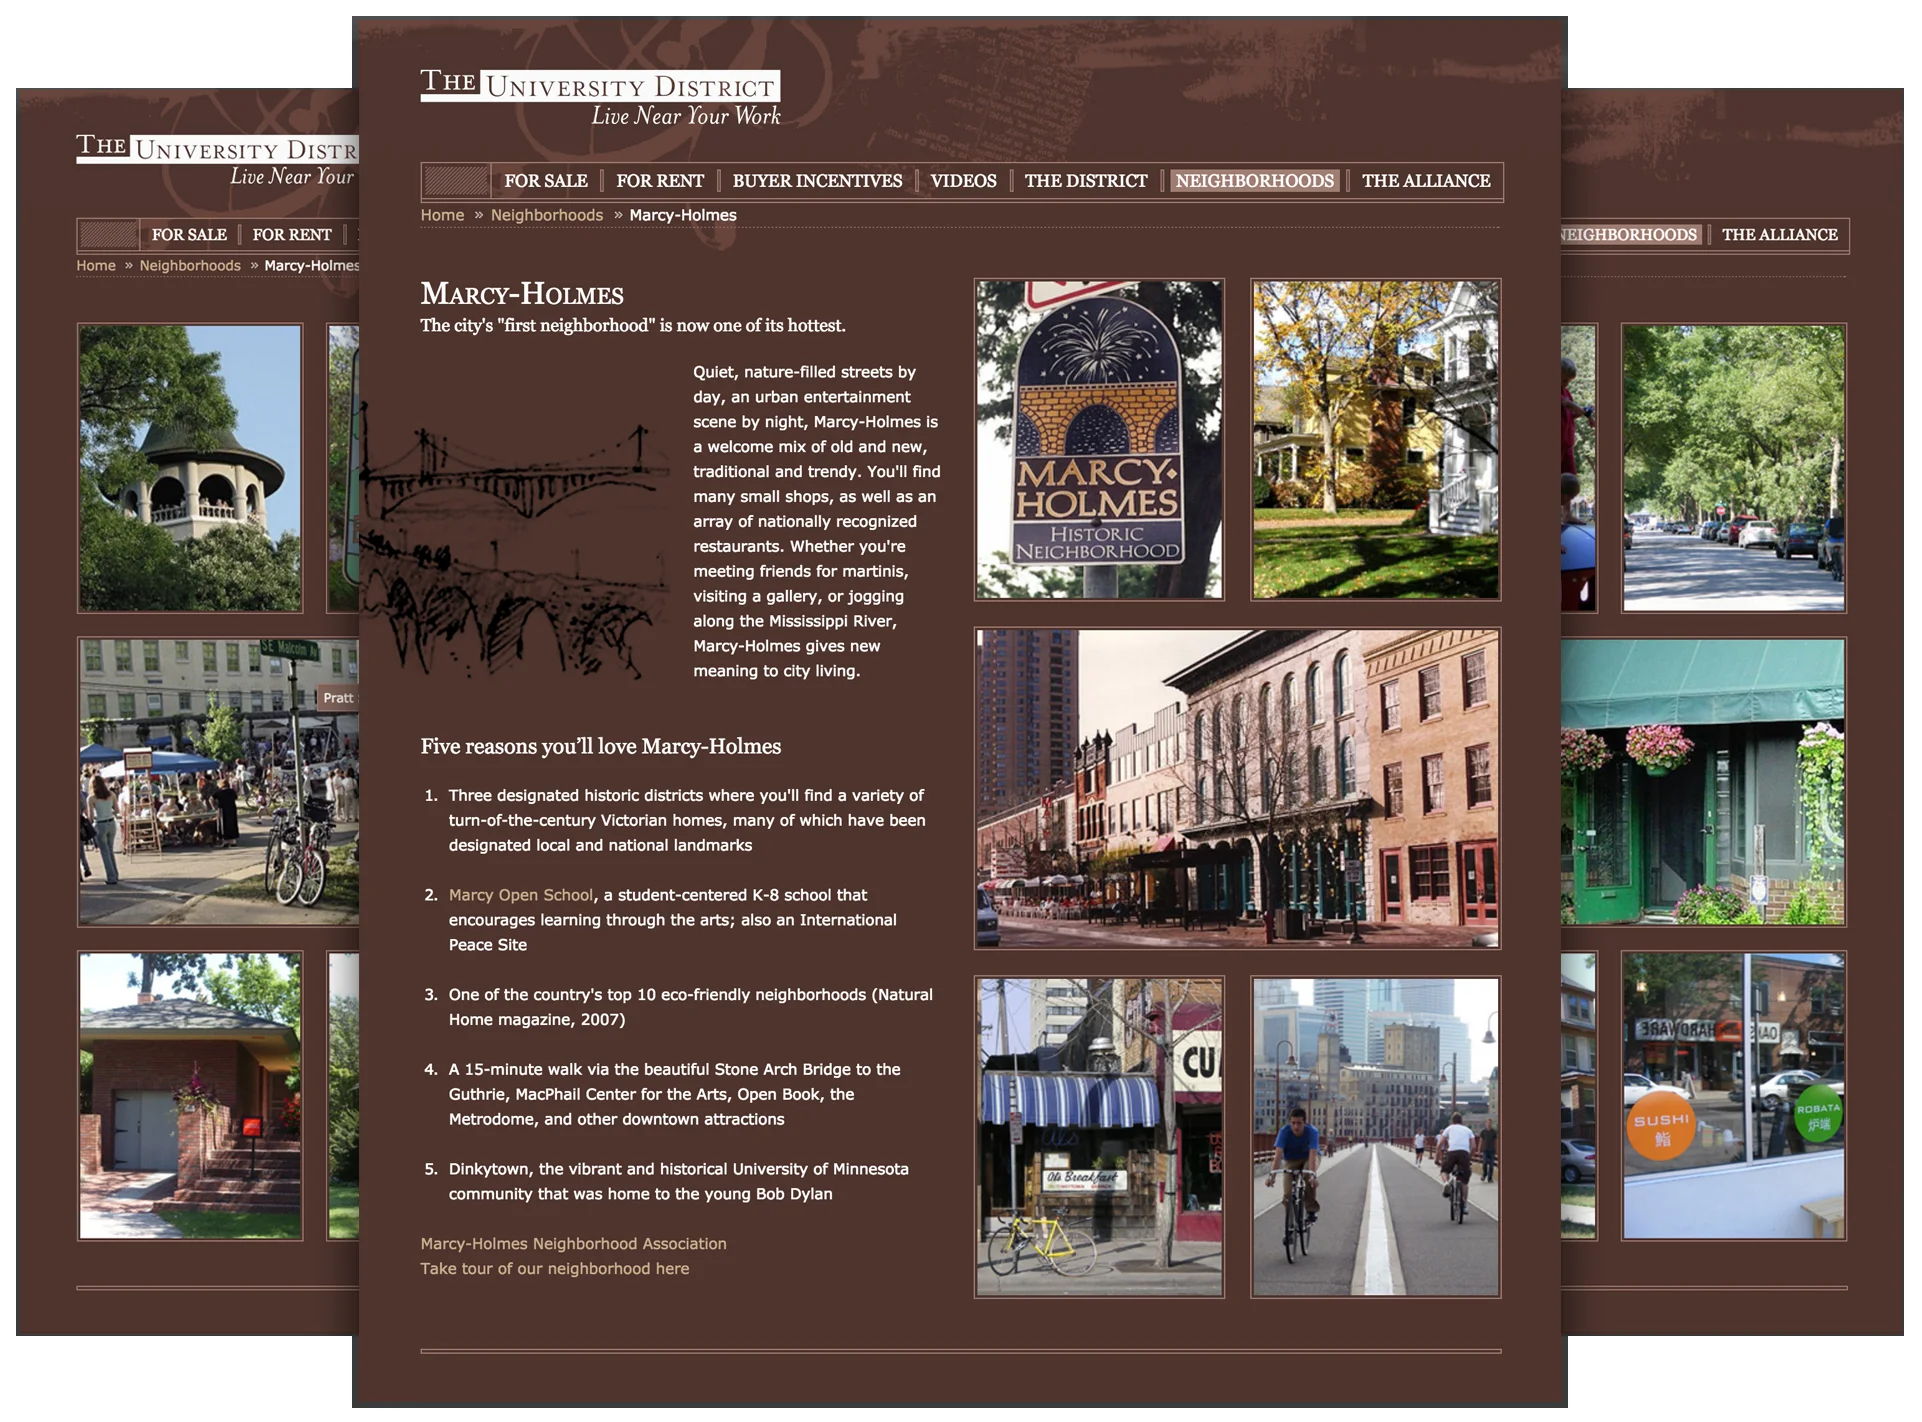 THE UNIVERSITY DISTRICT
Live Near Your Work
FOR SALE FOR RENT BUYER INCENTIVES VIDEOS THE DISTRICT NEIGHBORHOODS THE ALLIANCE
Home » Neighborhoods » Marcy-Holmes
MARCY-HOLMES
The city's "first neighborhood" is now one of its hottest.
Quiet, nature-filled streets by
day, an urban entertainment
scene by night, Marcy-Holmes is
a welcome mix of old and new,
traditional and trendy. You'll find
many small shops, as well as an
array of nationally recognized
restaurants. Whether you're
meeting friends for martinis,
visiting a gallery, or jogging
along the Mississippi River,
Marcy-Holmes gives new
meaning to city living.
Five reasons you’ll love Marcy-Holmes
1. Three designated historic districts where you'll find a variety of
turn-of-the-century Victorian homes, many of which have been
designated local and national landmarks
2. Marcy Open School, a student-centered K-8 school that
encourages learning through the arts; also an International
Peace Site
3. One of the country's top 10 eco-friendly neighborhoods (Natural
Home magazine, 2007)
4. A 15-minute walk via the beautiful Stone Arch Bridge to the
Guthrie, MacPhail Center for the Arts, Open Book, the
Metrodome, and other downtown attractions
5. Dinkytown, the vibrant and historical University of Minnesota
community that was home to the young Bob Dylan
Marcy-Holmes Neighborhood Association
Take tour of our neighborhood here
MARCY
HOLMES
HISTORIC
NEIGHBORHOOD
CU
Al's Breakfast
THE UNIVERSITY DISTR
Live Near Your
FOR SALE FOR RENT
Home » Neighborhoods » Marcy-Holmes
SE Malcolm Av
Pratt
NEIGHBORHOODS THE ALLIANCE
HARDWARE
OAK
SUSHI
鮨
ROBATA
炉端